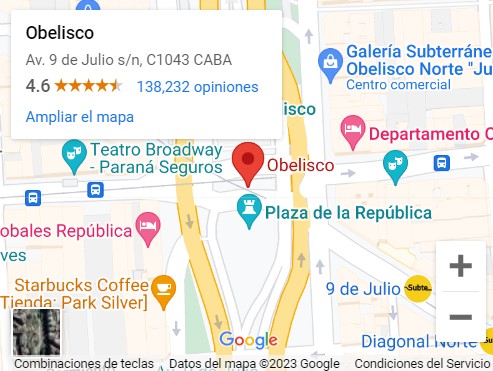 Obelisco
Av. 9 de Julio s/n, C1043 CABA
4.6
138,232 opiniones
Ampliar el mapa
Galería Subterráne
Obelisco Norte "Ju
Centro comercial
isco
Departamento O
Teatro Broadway
- Paraná Seguros
Obelisco
Plaza de la República
obales República
ves
Starbucks Coffee
[Tienda: Park Silver]
9 de Julio
Subte
Diagonal Norte
Subte
Google
Combinaciones de teclas
Datos del mapa ©2023 Google
Condiciones del Servicio